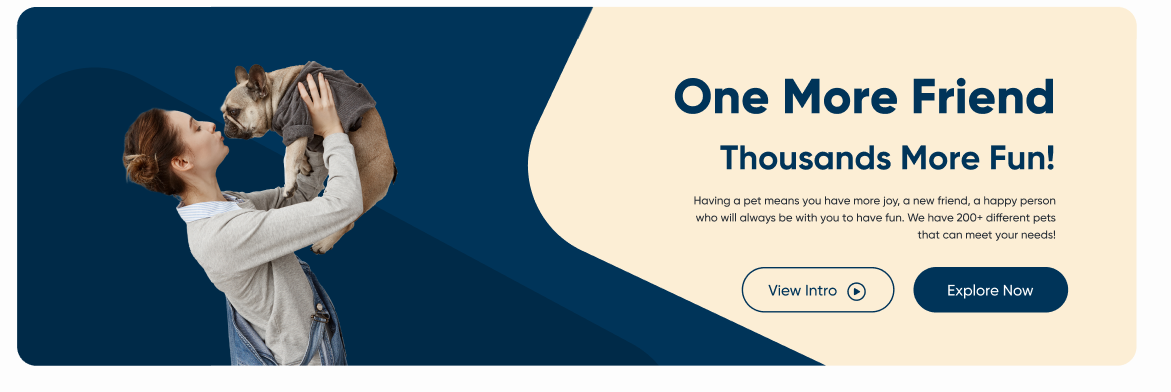 One More Friend
Thousands More Fun!
Having a pet means you have more joy, a new friend, a happy person
who will always be with you to have fun. We have 200+ different pets
that can meet your needs!
View Intro
Explore Now